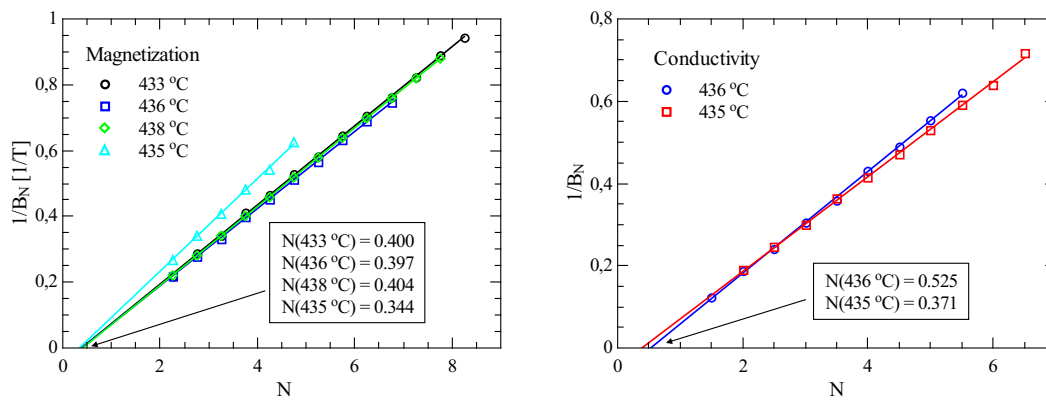 Magnetization
433 °C
436 °C
438 °C
435 °C
1/B_N [1/T]
1
0,8
0,6
0,4
0,2
0
N(433 °C) = 0.400
N(436 °C) = 0.397
N(438 °C) = 0.404
N(435 °C) = 0.344
0 2 4 6 8
N
Conductivity
436 °C
435 °C
1/B_N
0,8
0,6
0,4
0,2
0
N(436 °C) = 0.525
N(435 °C) = 0.371
0 2 4 6
N